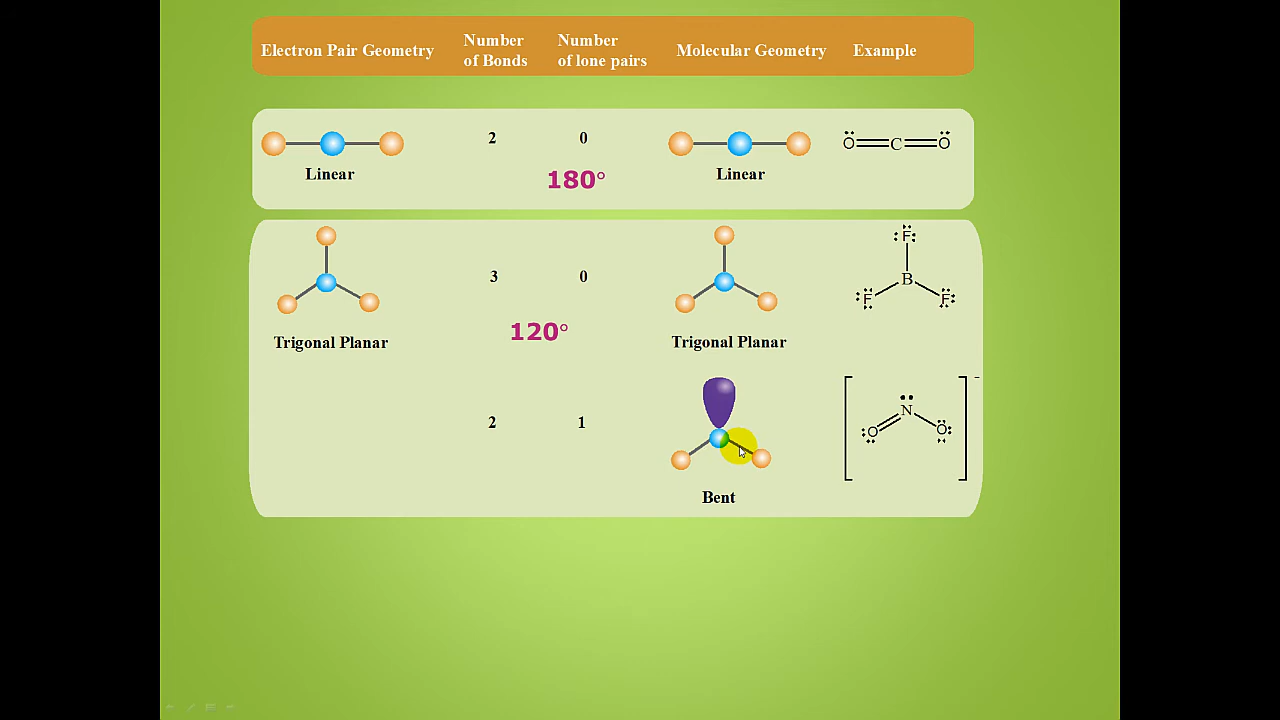 Electron Pair Geometry
Number
of Bonds
Number
of lone pairs
Molecular Geometry
Example
2
0
O
C
O
Linear
180°
Linear
F
3
0
B
F
F
120°
Trigonal Planar
Trigonal Planar
-
2
1
N
O
O
Bent